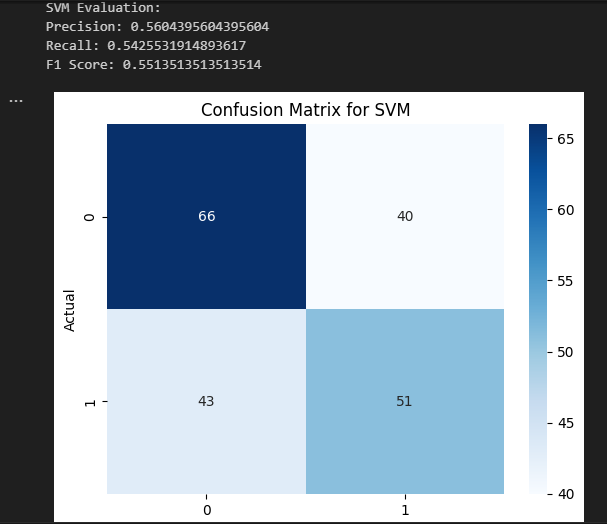 SVM Evaluation:
Precision: 0.5604395604395604
Recall: 0.5425531914893617
F1 Score: 0.5513513513513514
...
Confusion Matrix for SVM
65
0
66
40
60
55
Actual
50
1
43
51
45
40
0
1